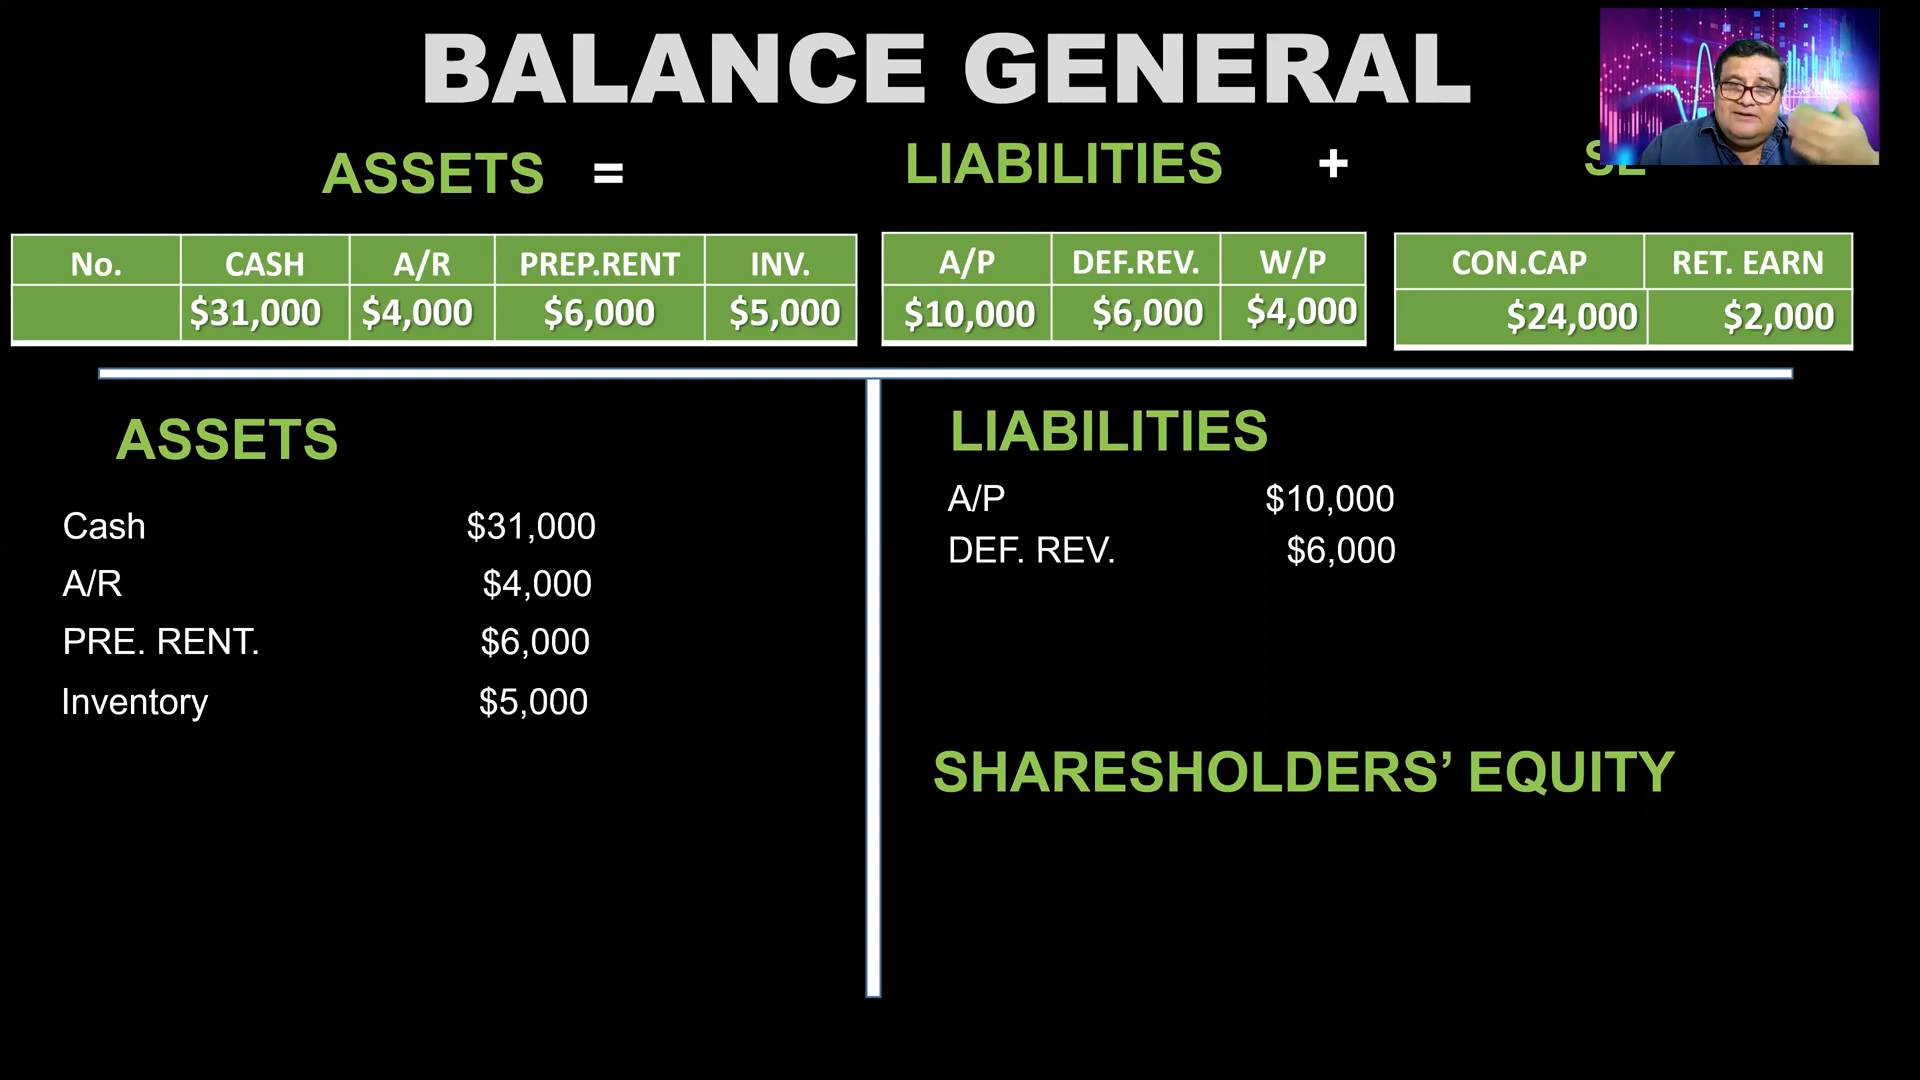 BALANCE GENERAL
ASSETS = LIABILITIES + SE
No. CASH A/R PREP.RENT INV. A/P DEF.REV. W/P CON.CAP RET. EARN
$31,000 $4,000 $6,000 $5,000 $10,000 $6,000 $4,000 $24,000 $2,000
ASSETS
Cash $31,000
A/R $4,000
PRE. RENT. $6,000
Inventory $5,000
LIABILITIES
A/P $10,000
DEF. REV. $6,000
SHARESHOLDERS’ EQUITY